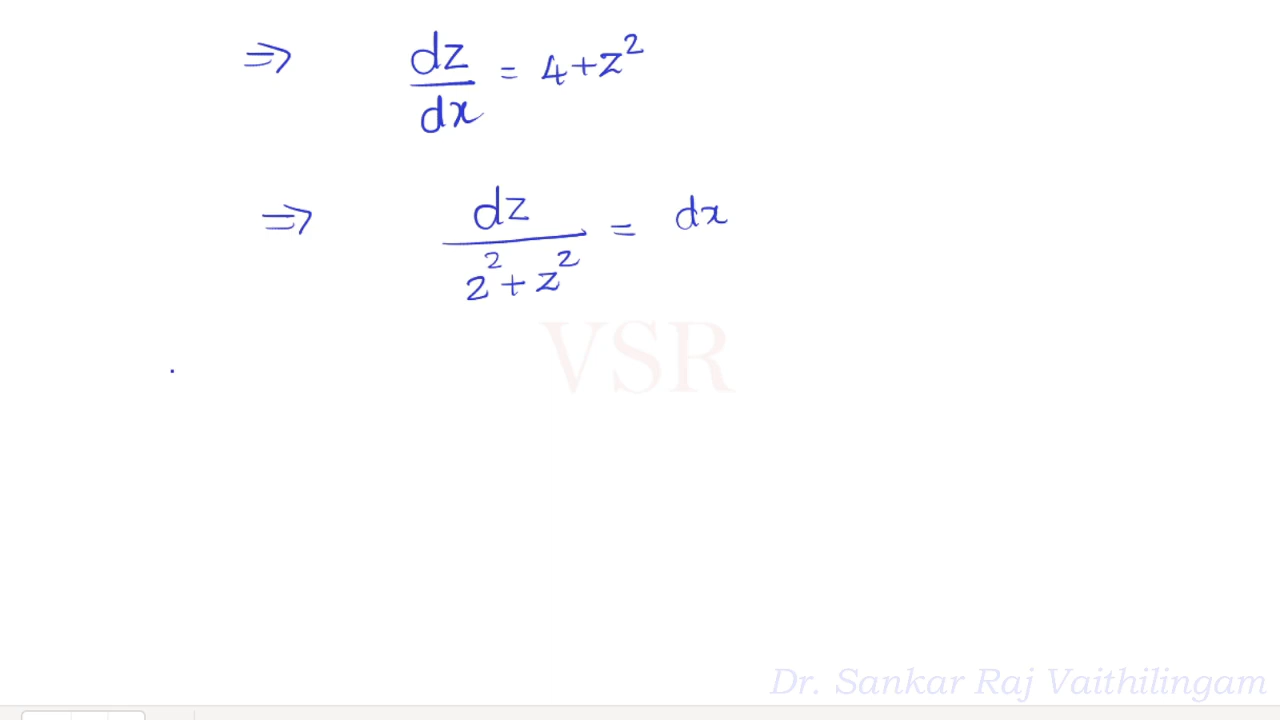 ⇒ dz/dx = 4+z²
⇒ dz/(2²+z²) = dx
VSR
Dr. Sankar Raj Vaithilingam